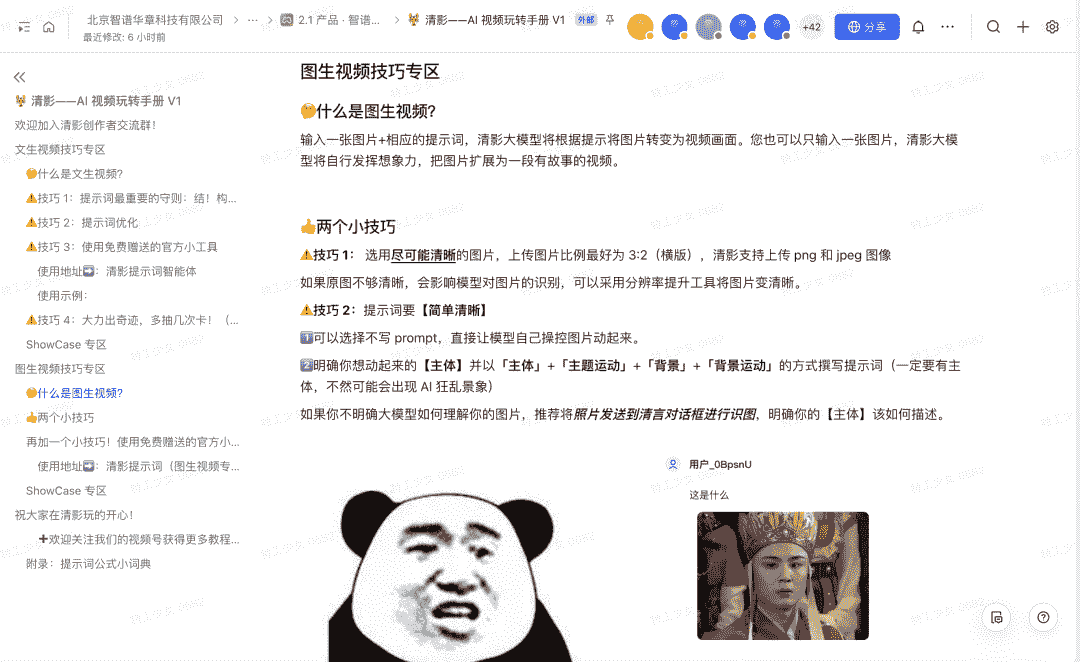 北京智谱华章科技有限公司 > ··· > 2.1 产品 · 智谱... > 清影——AI 视频玩转手册 V1 外部
最近修改: 6 小时前
+42
分享
清影——AI 视频玩转手册 V1
欢迎加入清影创作者交流群！
文生视频技巧专区
什么是文生视频?
技巧 1：提示词最重要的守则：结！构...
技巧 2：提示词优化
技巧 3：使用免费赠送的官方小工具
使用地址：清影提示词智能体
使用示例：
技巧 4：大力出奇迹，多抽几次卡！（...
ShowCase 专区
图生视频技巧专区
什么是图生视频?
两个小技巧
再加一个小技巧！使用免费赠送的官方小...
使用地址：清影提示词（图生视频专...
ShowCase 专区
祝大家在清影玩的开心！
欢迎关注我们的视频号获得更多教程...
附录：提示词公式小词典
图生视频技巧专区
🤔什么是图生视频?
输入一张图片+相应的提示词，清影大模型将根据提示将图片转变为视频画面。您也可以只输入一张图片，清影大模
型将自行发挥想象力，把图片扩展为一段有故事的视频。
👍两个小技巧
⚠️技巧 1： 选用尽可能清晰的图片，上传图片比例最好为 3:2（横版），清影支持上传 png 和 jpeg 图像
如果原图不够清晰，会影响模型对图片的识别，可以采用分辨率提升工具将图片变清晰。
⚠️技巧 2：提示词要【简单清晰】
1️⃣可以选择不写 prompt，直接让模型自己操控图片动起来。
2️⃣明确你想动起来的【主体】并以「主体」+「主题运动」+「背景」+「背景运动」的方式撰写提示词（一定要有主
体，不然可能会出现 AI 狂乱景象）
如果你不明确大模型如何理解你的图片，推荐将照片发送到清言对话框进行识图，明确你的【主体】该如何描述。
用户_0BpsnU
这是什么